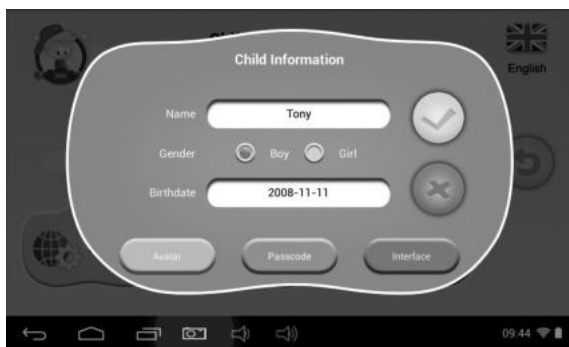 Child Information
English
Name
Tony
Gender
Boy
Girl
Birthdate
2008-11-11
Avatar
Passcode
Interface
09:44